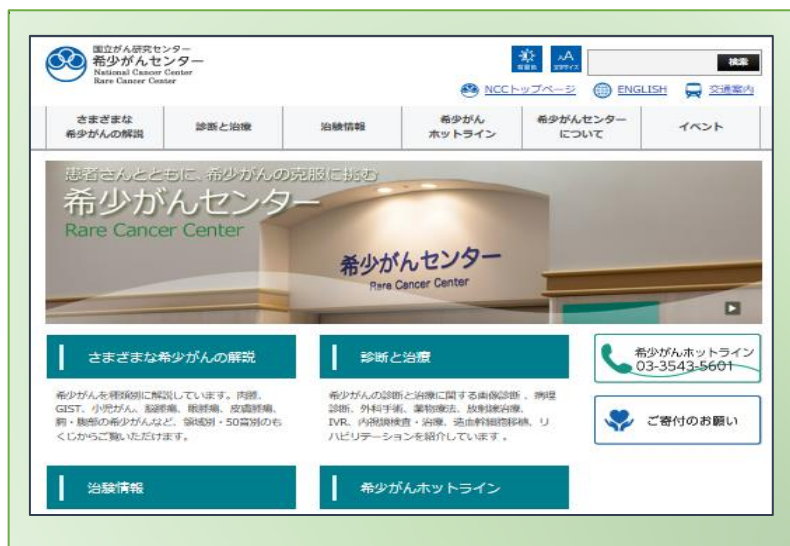 国立がん研究センター
希少がんセンター
National Cancer Center
Rare Cancer Center
背景色
文字サイズ
検索
NCCトップページ
ENGLISH
交通案内
さまざまな
希少がんの解説
診断と治療
治験情報
希少がん
ホットライン
希少がんセンター
について
イベント
患者さんとともに、希少がんの克服に挑む
希少がんセンター
Rare Cancer Center
希少がんセンター
Rare Cancer Center
さまざまな希少がんの解説
希少がんを種類別に解説しています。肉腫、
GIST、小児がん、脳腫瘍、眼腫瘍、皮膚腫瘍、
胸・腹部の希少がんなど、領域別・50音別のも
くじからご覧いただけます。
診断と治療
希少がんの診断と治療に関する画像診断、病理
診断、外科手術、薬物療法、放射線治療、
IVR、内視鏡検査・治療、造血幹細胞移植、リ
ハビリテーションを紹介しています。
希少がんホットライン
03-3543-5601
ご寄付のお願い
治験情報
希少がんホットライン